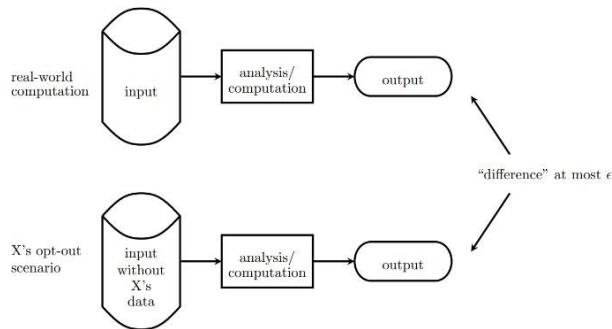 real-world
computation
input
analysis/
computation
output
"difference" at most ϵ
X's opt-out
scenario
input
without
X's
data
analysis/
computation
output